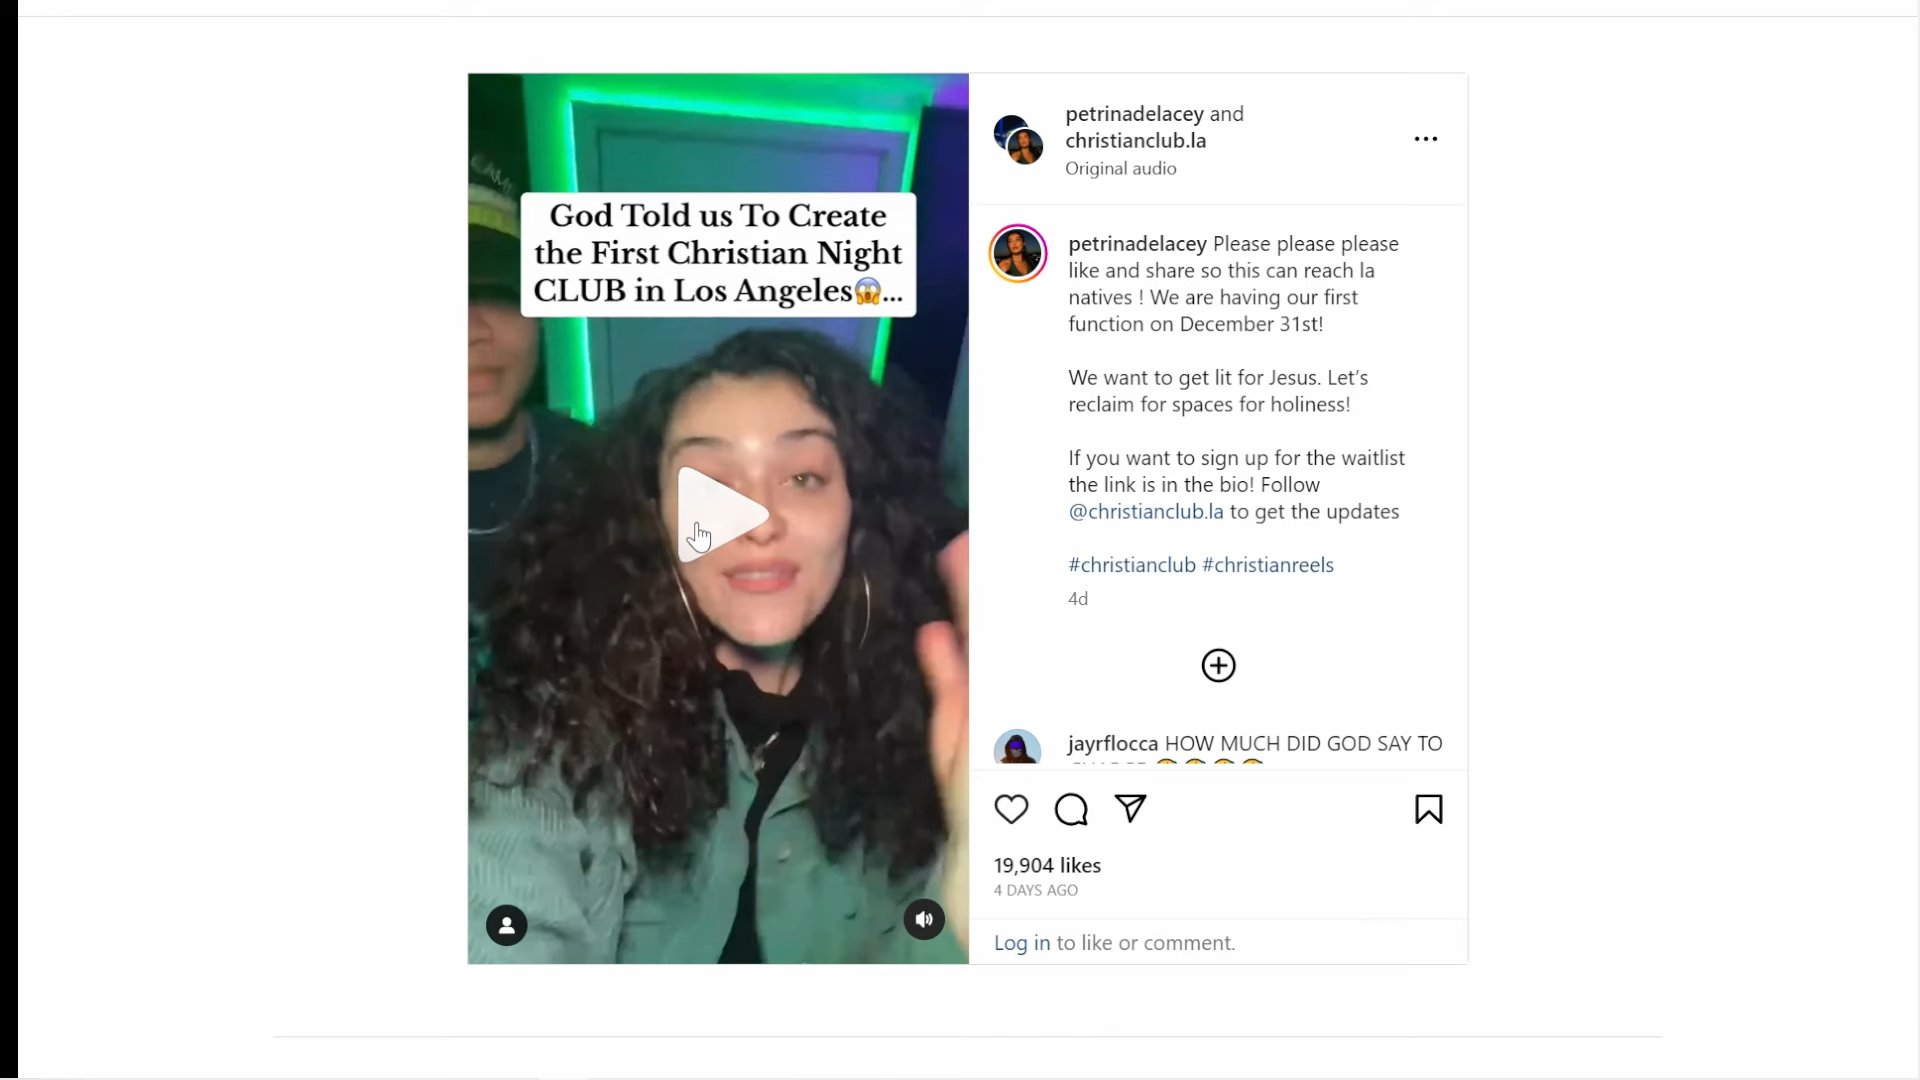 God Told us To Create
the First Christian Night
CLUB in Los Angeles😱...
petrinadelacey and
christianclub.la
Original audio
petrinadelacey Please please please
like and share so this can reach la
natives ! We are having our first
function on December 31st!
We want to get lit for Jesus. Let’s
reclaim for spaces for holiness!
If you want to sign up for the waitlist
the link is in the bio! Follow
@christianclub.la to get the updates
#christianclub #christianreels
4d
jayrflocca HOW MUCH DID GOD SAY TO
19,904 likes
4 DAYS AGO
Log in to like or comment.